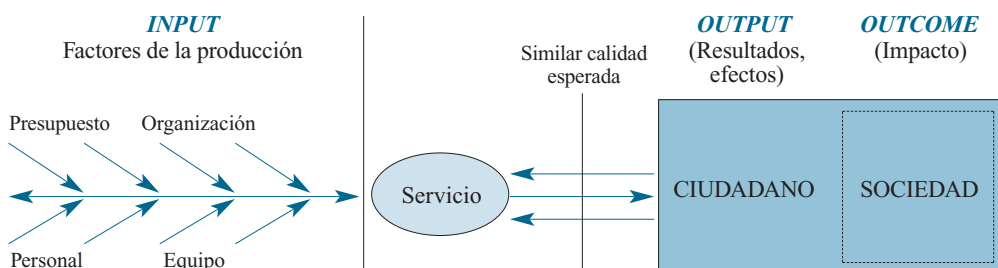 INPUT
Factores de la producción
OUTPUT
(Resultados,
efectos)
OUTCOME
(Impacto)
Similar calidad
esperada
Presupuesto
Organización
Servicio
CIUDADANO
SOCIEDAD
Personal
Equipo